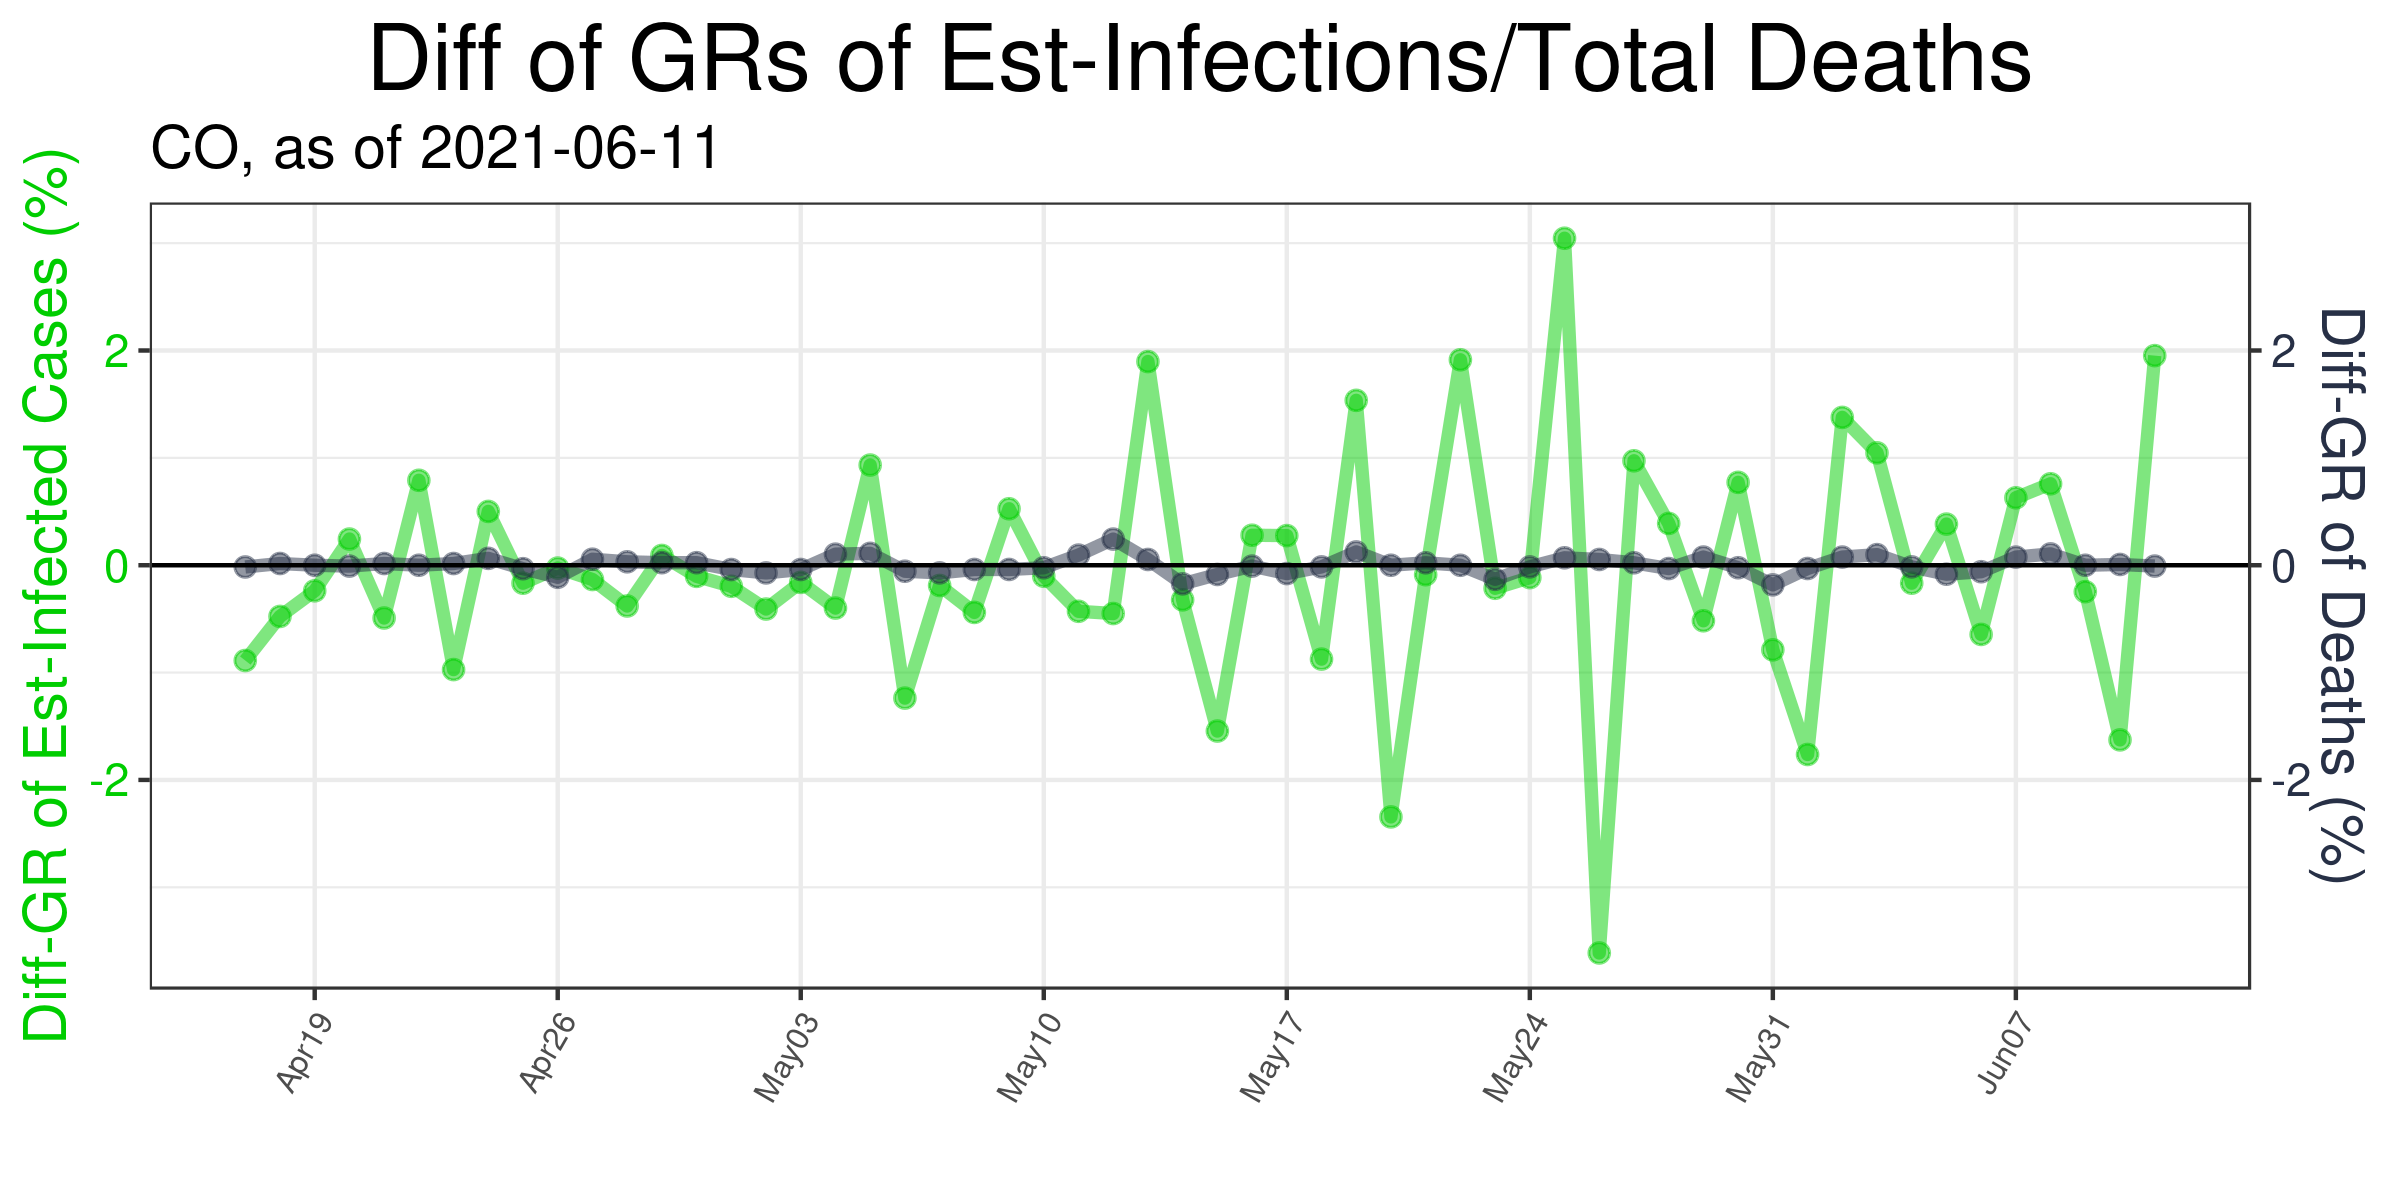 Diff of GRs of Est-Infections/Total Deaths
CO, as of 2021-06-11
Diff-GR of Est-Infected Cases (%)
2
0
-2
2
0
-2
Diff-GR of Deaths (%)
Apr19
Apr26
May03
May10
May17
May24
May31
Jun07